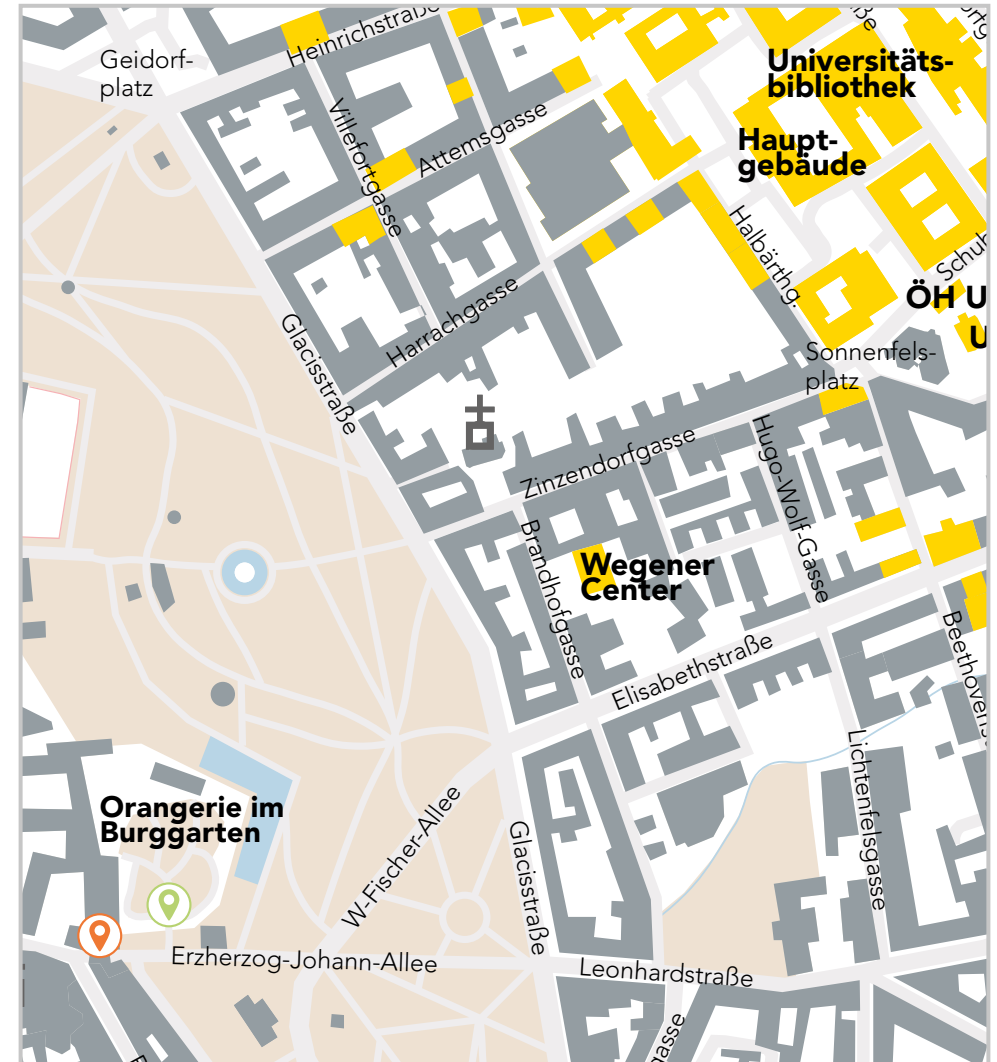 Geidorf-
platz
Heinrichstraße
Universitäts-
bibliothek
Haupt-
gebäude
Villefortgasse
Attemsgasse
Halbärthg.
Harrachgasse
Glacisstraße
Sonnenfels-
platz
ÖH U
U
Zinzendorfgasse
Hugo-Wolf-Gasse
Brandhofgasse
Wegener
Center
Elisabethstraße
Lichtenfelsgasse
Orangerie im
Burggarten
W-Fischer-Allee
Glacisstraße
Erzherzog-Johann-Allee
Leonhardstraße